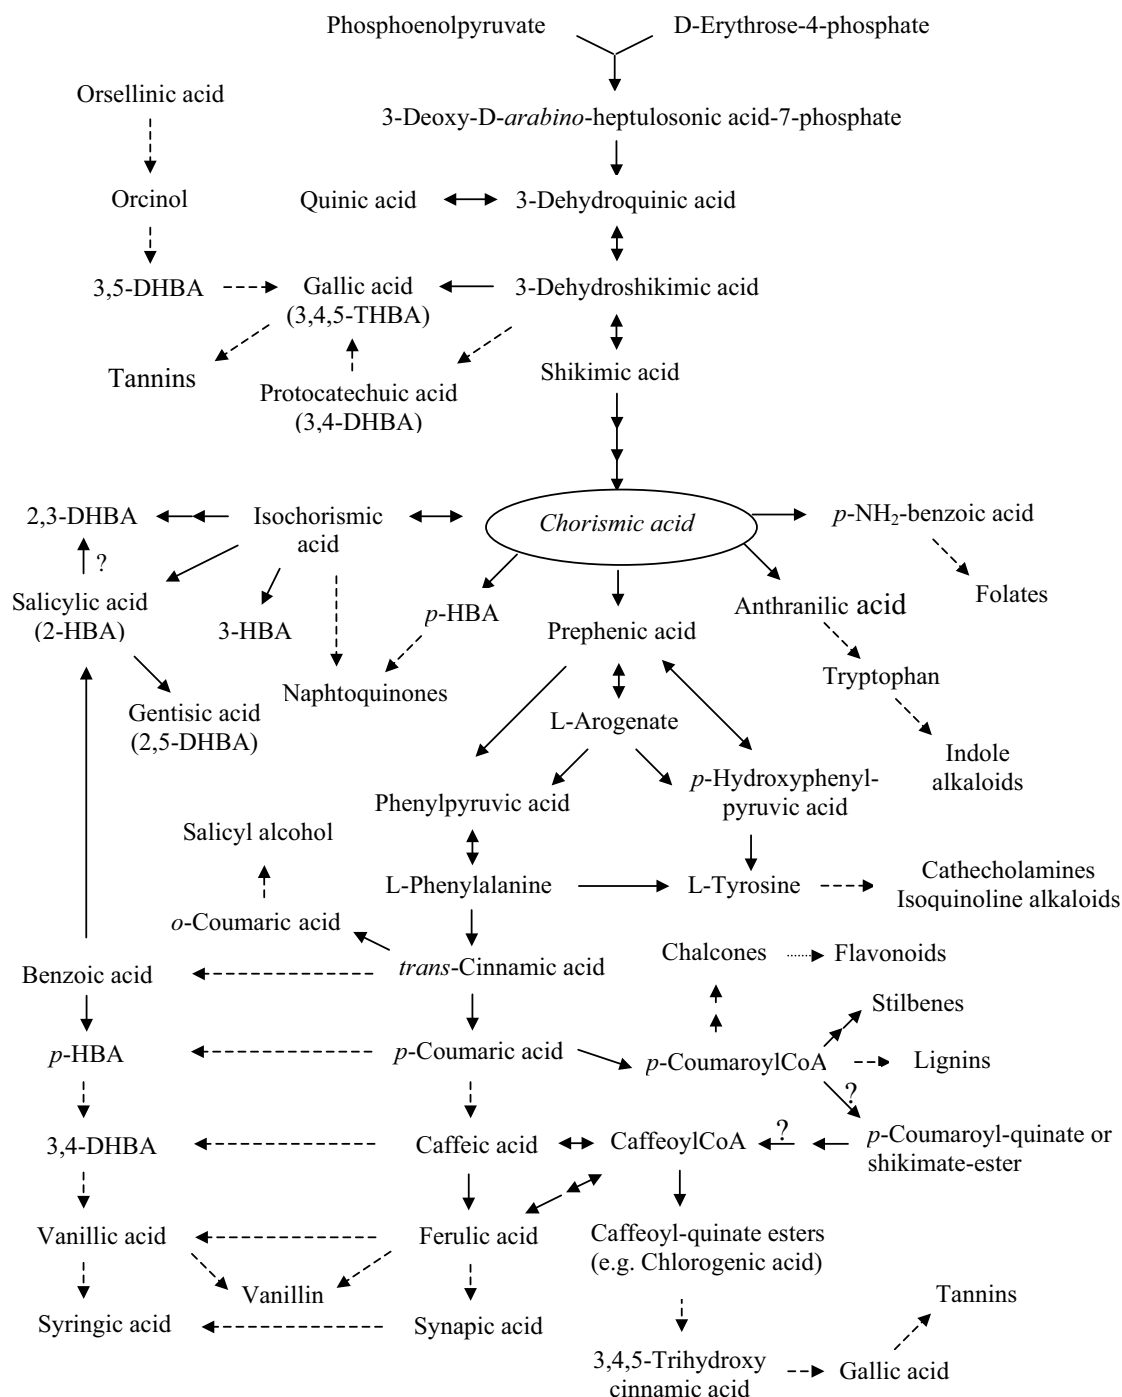 Phosphoenolpyruvate
D-Erythrose-4-phosphate
Orsellinic acid
3-Deoxy-D-arabino-heptulosonic acid-7-phosphate
Orcinol
Quinic acid
3-Dehydroquinic acid
3,5-DHBA
Gallic acid
(3,4,5-THBA)
3-Dehydroshikimic acid
Tannins
Protocatechuic acid
(3,4-DHBA)
Shikimic acid
2,3-DHBA
Isochorismic
acid
Chorismic acid
p-NH₂-benzoic acid
?
Salicylic acid
(2-HBA)
3-HBA
p-HBA
Prephenic acid
Anthranilic acid
Folates
Naphtoquinones
Tryptophan
Gentisic acid
(2,5-DHBA)
L-Arogenate
Indole
alkaloids
Phenylpyruvic acid
p-Hydroxyphenyl-
pyruvic acid
Salicyl alcohol
L-Phenylalanine
L-Tyrosine
Cathecholamines
Isoquinoline alkaloids
o-Coumaric acid
Benzoic acid
trans-Cinnamic acid
Chalcones
Flavonoids
Stilbenes
p-HBA
p-Coumaric acid
p-CoumaroylCoA
Lignins
?
3,4-DHBA
Caffeic acid
CaffeoylCoA
?
p-Coumaroyl-quinate or
shikimate-ester
Vanillic acid
Ferulic acid
Caffeoyl-quinate esters
(e.g. Chlorogenic acid)
Vanillin
Tannins
Syringic acid
Synapic acid
3,4,5-Trihydroxy
cinnamic acid
Gallic acid